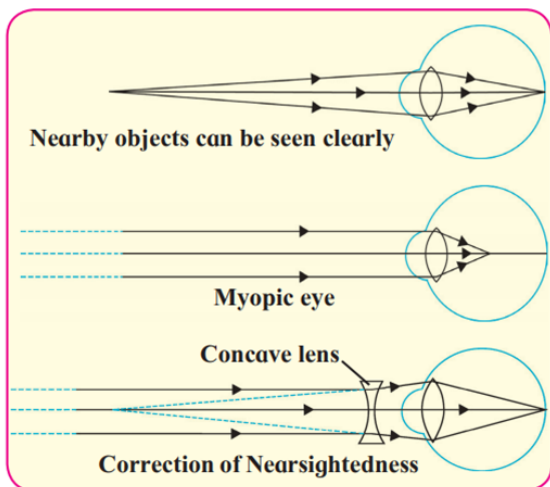 Nearby objects can be seen clearly
Myopic eye
Concave lens
Correction of Nearsightedness